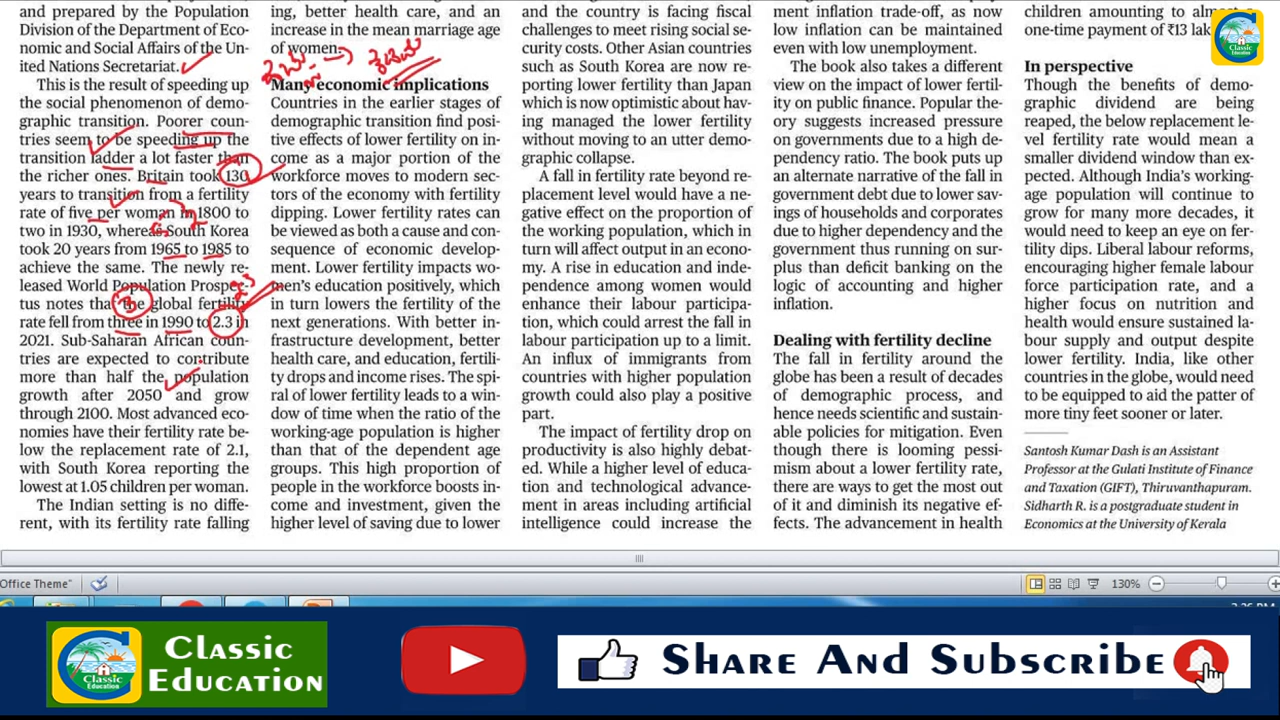 and prepared by the Population
Division of the Department of Eco-
nomic and Social Affairs of the Un-
ited Nations Secretariat.
This is the result of speeding up
the social phenomenon of demo-
graphic transition. Poorer coun-
tries seem to be speeding up the
transition ladder a lot faster than
the richer ones. Britain took 130
years to transition from a fertility
rate of five per woman in 1800 to
two in 1930, whereas South Korea
took 20 years from 1965 to 1985 to
achieve the same. The newly re-
leased World Population Prospec-
tus notes that the global fertility
rate fell from three in 1990 to 2.3 in
2021. Sub-Saharan African coun-
tries are expected to contribute
more than half the population
growth after 2050 and grow
through 2100. Most advanced eco-
nomies have their fertility rate be-
low the replacement rate of 2.1,
with South Korea reporting the
lowest at 1.05 children per woman.
The Indian setting is no diffe-
rent, with its fertility rate falling
ing, better health care, and an
increase in the mean marriage age
of women.
Many economic implications
Countries in the earlier stages of
demographic transition find posi-
tive effects of lower fertility on in-
come as a major portion of the
workforce moves to modern sec-
tors of the economy with fertility
dipping. Lower fertility rates can
be viewed as both a cause and con-
sequence of economic develop-
ment. Lower fertility impacts wo-
men's education positively, which
in turn lowers the fertility of the
next generations. With better in-
frastructure development, better
health care, and education, fertili-
ty drops and income rises. The spi-
ral of lower fertility leads to a win-
dow of time when the ratio of the
working-age population is higher
than that of the dependent age
groups. This high proportion of
people in the workforce boosts in-
come and investment, given the
higher level of saving due to lower
and the country is facing fiscal
challenges to meet rising social se-
curity costs. Other Asian countries
such as South Korea are now re-
porting lower fertility than Japan
which is now optimistic about hav-
ing managed the lower fertility
without moving to an utter demo-
graphic collapse.
A fall in fertility rate beyond re-
placement level would have a ne-
gative effect on the proportion of
the working population, which in
turn will affect output in an econo-
my. A rise in education and inde-
pendence among women would
enhance their labour participa-
tion, which could arrest the fall in
labour participation up to a limit.
An influx of immigrants from
countries with higher population
growth could also play a positive
part.
The impact of fertility drop on
productivity is also highly debat-
ed. While a higher level of educa-
tion and technological advance-
ment in areas including artificial
intelligence could increase the
ment inflation trade-off, as now
low inflation can be maintained
even with low unemployment.
The book also takes a different
view on the impact of lower fertil-
ity on public finance. Popular the-
ory suggests increased pressure
on governments due to a high de-
pendency ratio. The book puts up
an alternate narrative of the fall in
government debt due to lower sav-
ings of households and corporates
due to higher dependency and the
government thus running on sur-
plus than deficit banking on the
logic of accounting and higher
inflation.
Dealing with fertility decline
The fall in fertility around the
globe has been a result of decades
of demographic process, and
hence needs scientific and sustain-
able policies for mitigation. Even
though there is looming pessi-
mism about a lower fertility rate,
there are ways to get the most out
of it and diminish its negative ef-
fects. The advancement in health
children amounting to almost a
one-time payment of ₹13
In perspective
Though the benefits of demo-
graphic dividend are being
reaped, the below replacement le-
vel fertility rate would mean a
smaller dividend window than ex-
pected. Although India's working-
age population will continue to
grow for many more decades, it
would need to keep an eye on fer-
tility dips. Liberal labour reforms,
encouraging higher female labour
force participation rate, and a
higher focus on nutrition and
health would ensure sustained la-
bour supply and output despite
lower fertility. India, like other
countries in the globe, would need
to be equipped to aid the patter of
more tiny feet sooner or later.
Santosh Kumar Dash is an Assistant
Professor at the Gulati Institute of Finance
and Taxation (GIFT), Thiruvanthapuram.
Sidharth R. is a postgraduate student in
Economics at the University of Kerala
3
2.3
Classic
Education
Office Theme"
130%
Classic
Education
Classic
Education
Share And Subscribe